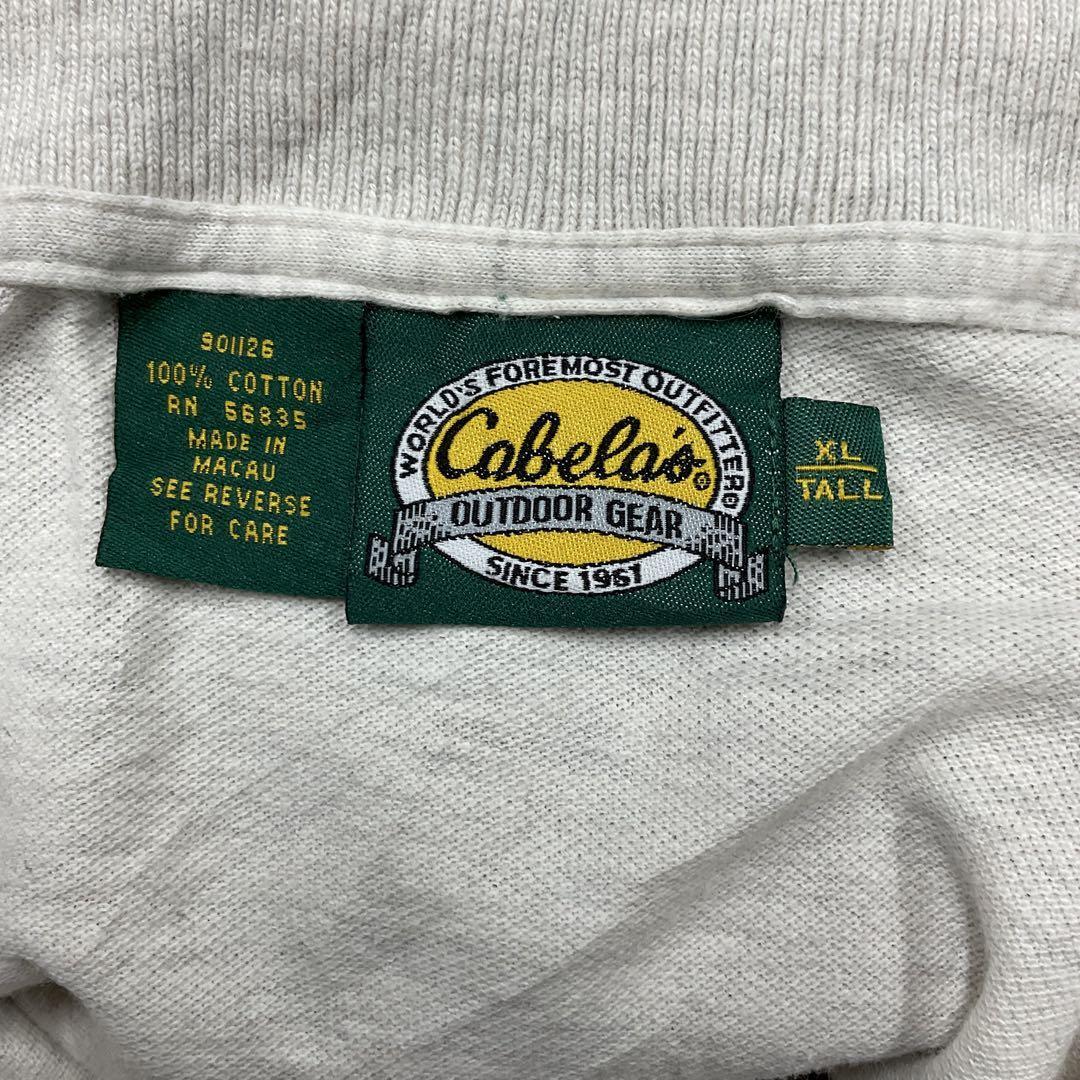 901126
100% COTTON
RN 56835
MADE IN
MACAU
SEE REVERSE
FOR CARE
WORLD'S FOREMOST OUTFITTER®
Cabela's®
OUTDOOR GEAR
SINCE 1961
XL
TALL